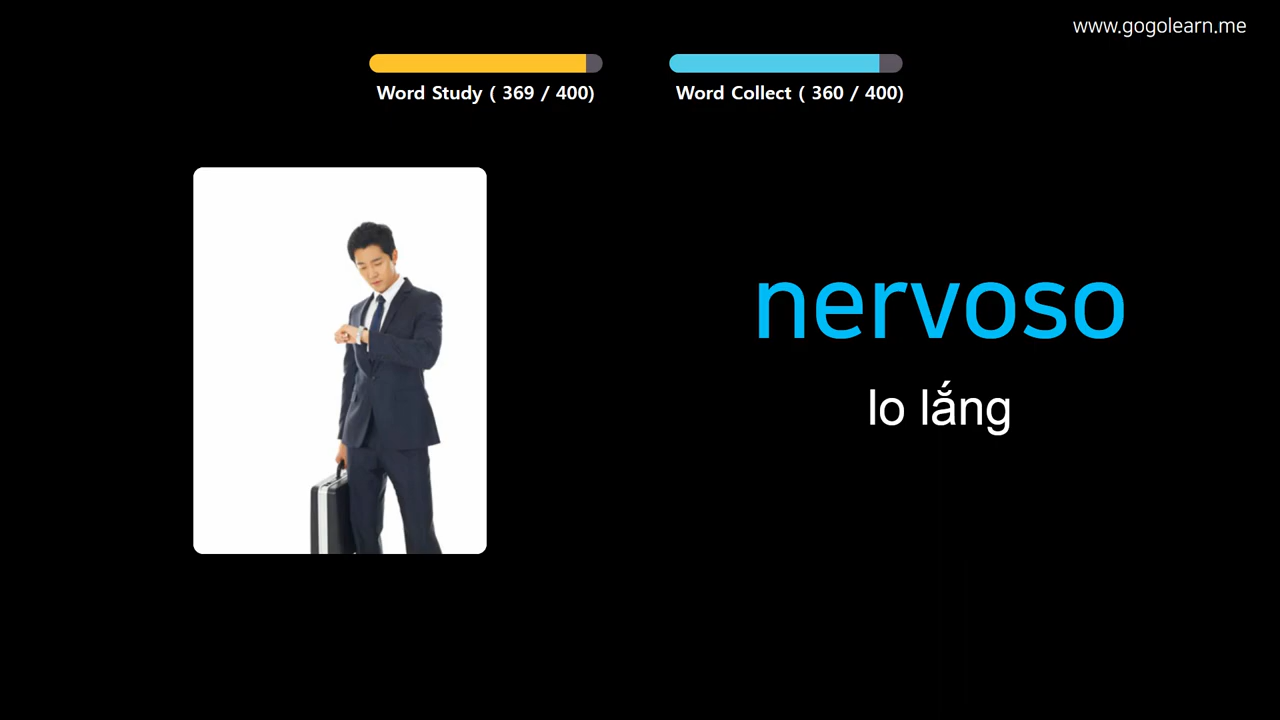 www.gogolearn.me
Word Study ( 369 / 400)
Word Collect ( 360 / 400)
nervoso
lo lắng